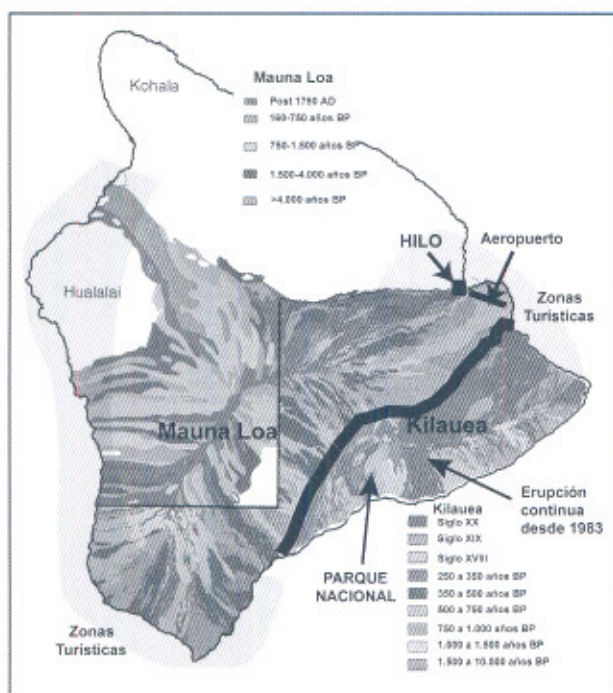 Kohala
Mauna Loa
Post 1790 AD
160-750 años BP
750-1.500 años BP
1.500-4.000 años BP
>4.000 años BP
HILO
Aeropuerto
Zonas
Turísticas
Hualalai
Mauna Loa
Kilauea
Erupción
continua
desde 1983
PARQUE
NACIONAL
Kilauea
Siglo XX
Siglo XIX
Siglo XVIII
250 a 350 años BP
350 a 500 años BP
500 a 750 años BP
750 a 1.000 años BP
1.000 a 1.500 años BP
1.500 a 10.000 años BP
Zonas
Turísticas